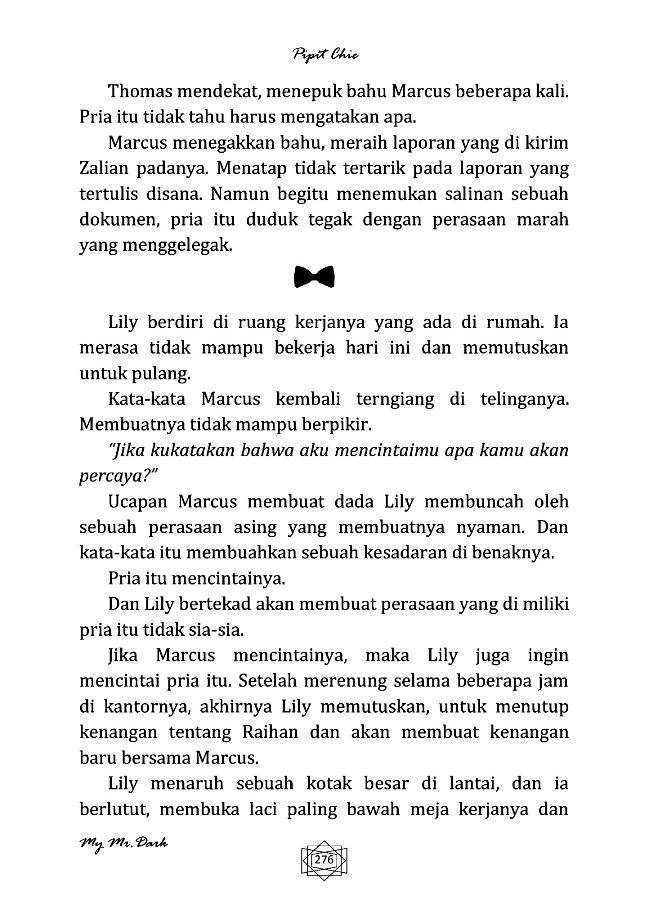 Pipit Chie
Thomas mendekat, menepuk bahu Marcus beberapa kali.
Pria itu tidak tahu harus mengatakan apa.
Marcus menegakkan bahu, meraih laporan yang di kirim
Zalian padanya. Menatap tidak tertarik pada laporan yang
tertulis disana. Namun begitu menemukan salinan sebuah
dokumen, pria itu duduk tegak dengan perasaan marah
yang menggelegak.
Lily berdiri di ruang kerjanya yang ada di rumah. Ia
merasa tidak mampu bekerja hari ini dan memutuskan
untuk pulang.
Kata-kata Marcus kembali terngiang di telinganya.
Membuatnya tidak mampu berpikir.
“Jika kukatakan bahwa aku mencintaimu apa kamu akan
percaya?”
Ucapan Marcus membuat dada Lily membuncah oleh
sebuah perasaan asing yang membuatnya nyaman. Dan
kata-kata itu membuahkan sebuah kesadaran di benaknya.
Pria itu mencintainya.
Dan Lily bertekad akan membuat perasaan yang di miliki
pria itu tidak sia-sia.
Jika Marcus mencintainya, maka Lily juga ingin
mencintai pria itu. Setelah merenung selama beberapa jam
di kantornya, akhirnya Lily memutuskan, untuk menutup
kenangan tentang Raihan dan akan membuat kenangan
baru bersama Marcus.
Lily menaruh sebuah kotak besar di lantai, dan ia
berlutut, membuka laci paling bawah meja kerjanya dan
My Mr. Dark
276